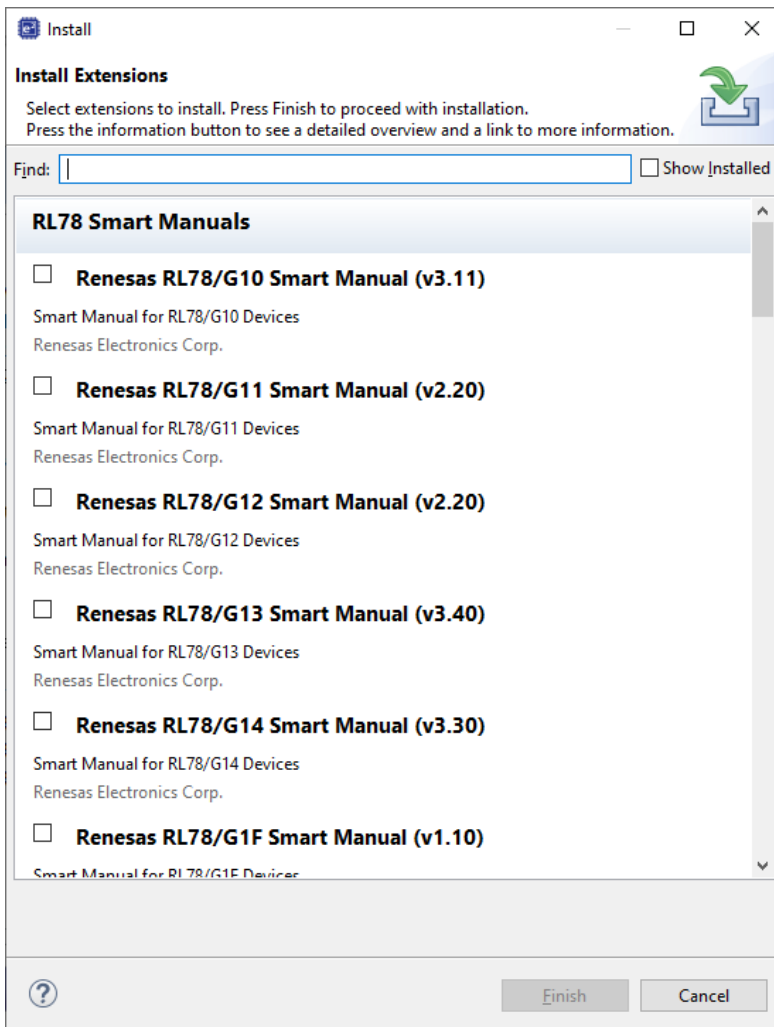 Install
Install Extensions
Select extensions to install. Press Finish to proceed with installation.
Press the information button to see a detailed overview and a link to more information.
Find:
Show Installed
RL78 Smart Manuals
Renesas RL78/G10 Smart Manual (v3.11)
Smart Manual for RL78/G10 Devices
Renesas Electronics Corp.
Renesas RL78/G11 Smart Manual (v2.20)
Smart Manual for RL78/G11 Devices
Renesas Electronics Corp.
Renesas RL78/G12 Smart Manual (v2.20)
Smart Manual for RL78/G12 Devices
Renesas Electronics Corp.
Renesas RL78/G13 Smart Manual (v3.40)
Smart Manual for RL78/G13 Devices
Renesas Electronics Corp.
Renesas RL78/G14 Smart Manual (v3.30)
Smart Manual for RL78/G14 Devices
Renesas Electronics Corp.
Renesas RL78/G1F Smart Manual (v1.10)
Smart Manual for RL78/G1F Devices
Finish
Cancel